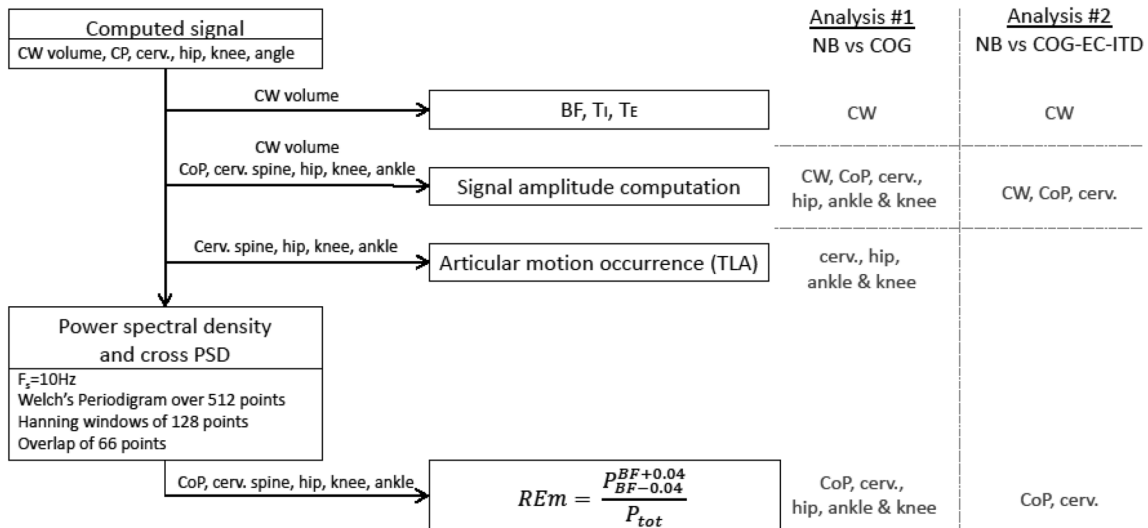 Computed signal
CW volume, CP, cerv., hip, knee, angle
Analysis #1
NB vs COG
Analysis #2
NB vs COG-EC-ITD
CW volume
BF, TI, TE
CW
CW
CW volume
CoP, cerv. spine, hip, knee, ankle
Signal amplitude computation
CW, CoP, cerv.,
hip, ankle & knee
CW, CoP, cerv.
Cerv. spine, hip, knee, ankle
Articular motion occurrence (TLA)
cerv., hip,
ankle & knee
Power spectral density
and cross PSD
Fs=10Hz
Welch's Periodigram over 512 points
Hanning windows of 128 points
Overlap of 66 points
CoP, cerv. spine, hip, knee, ankle
REm = P_{BF-0.04}^{BF+0.04} / P_{tot}
CoP, cerv.,
hip, ankle & knee
CoP, cerv.